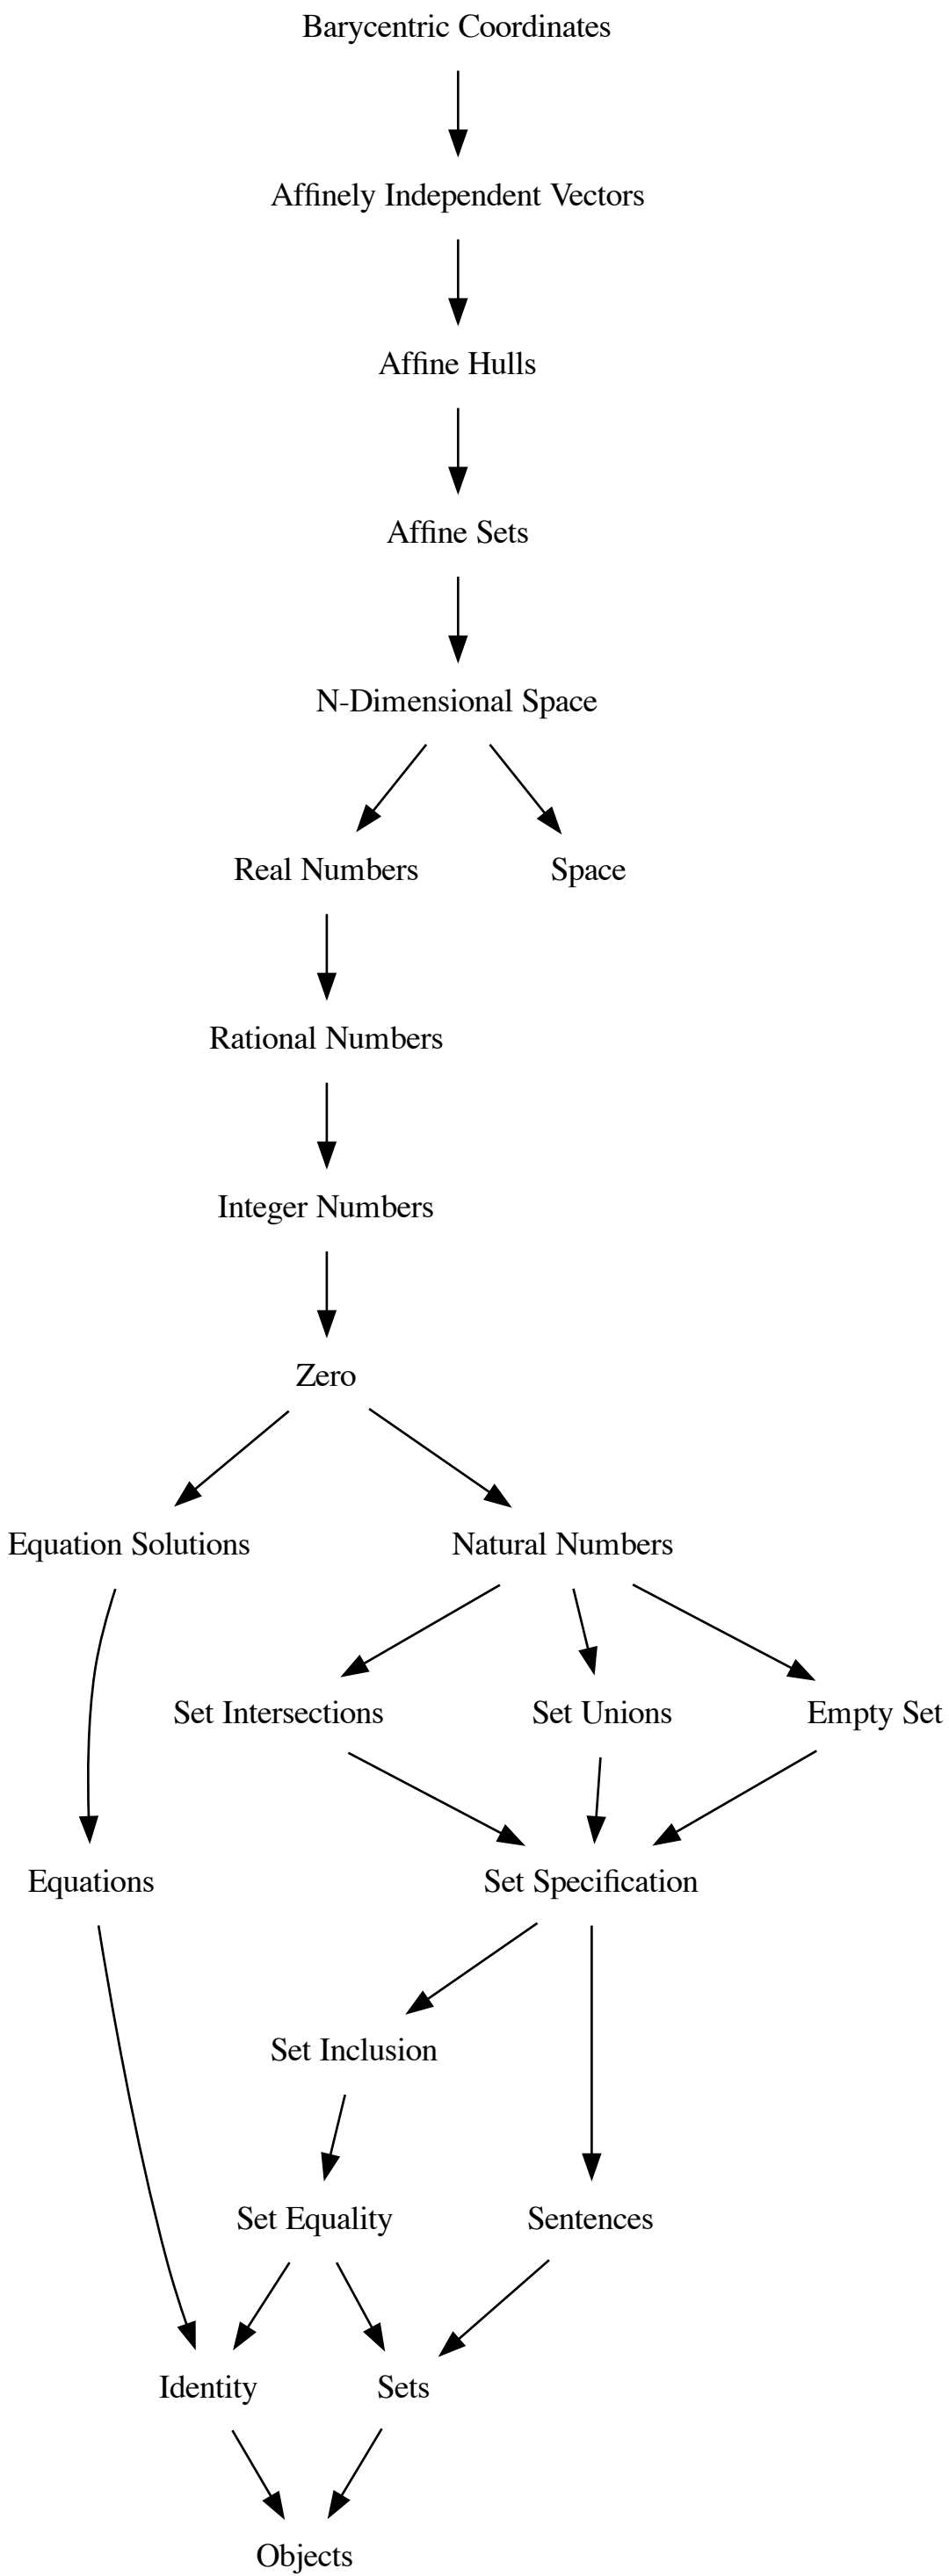 Barycentric Coordinates
Affinely Independent Vectors
Affine Hulls
Affine Sets
N-Dimensional Space
Real Numbers
Space
Rational Numbers
Integer Numbers
Zero
Equation Solutions
Natural Numbers
Set Intersections
Set Unions
Empty Set
Equations
Set Specification
Set Inclusion
Set Equality
Sentences
Identity
Sets
Objects